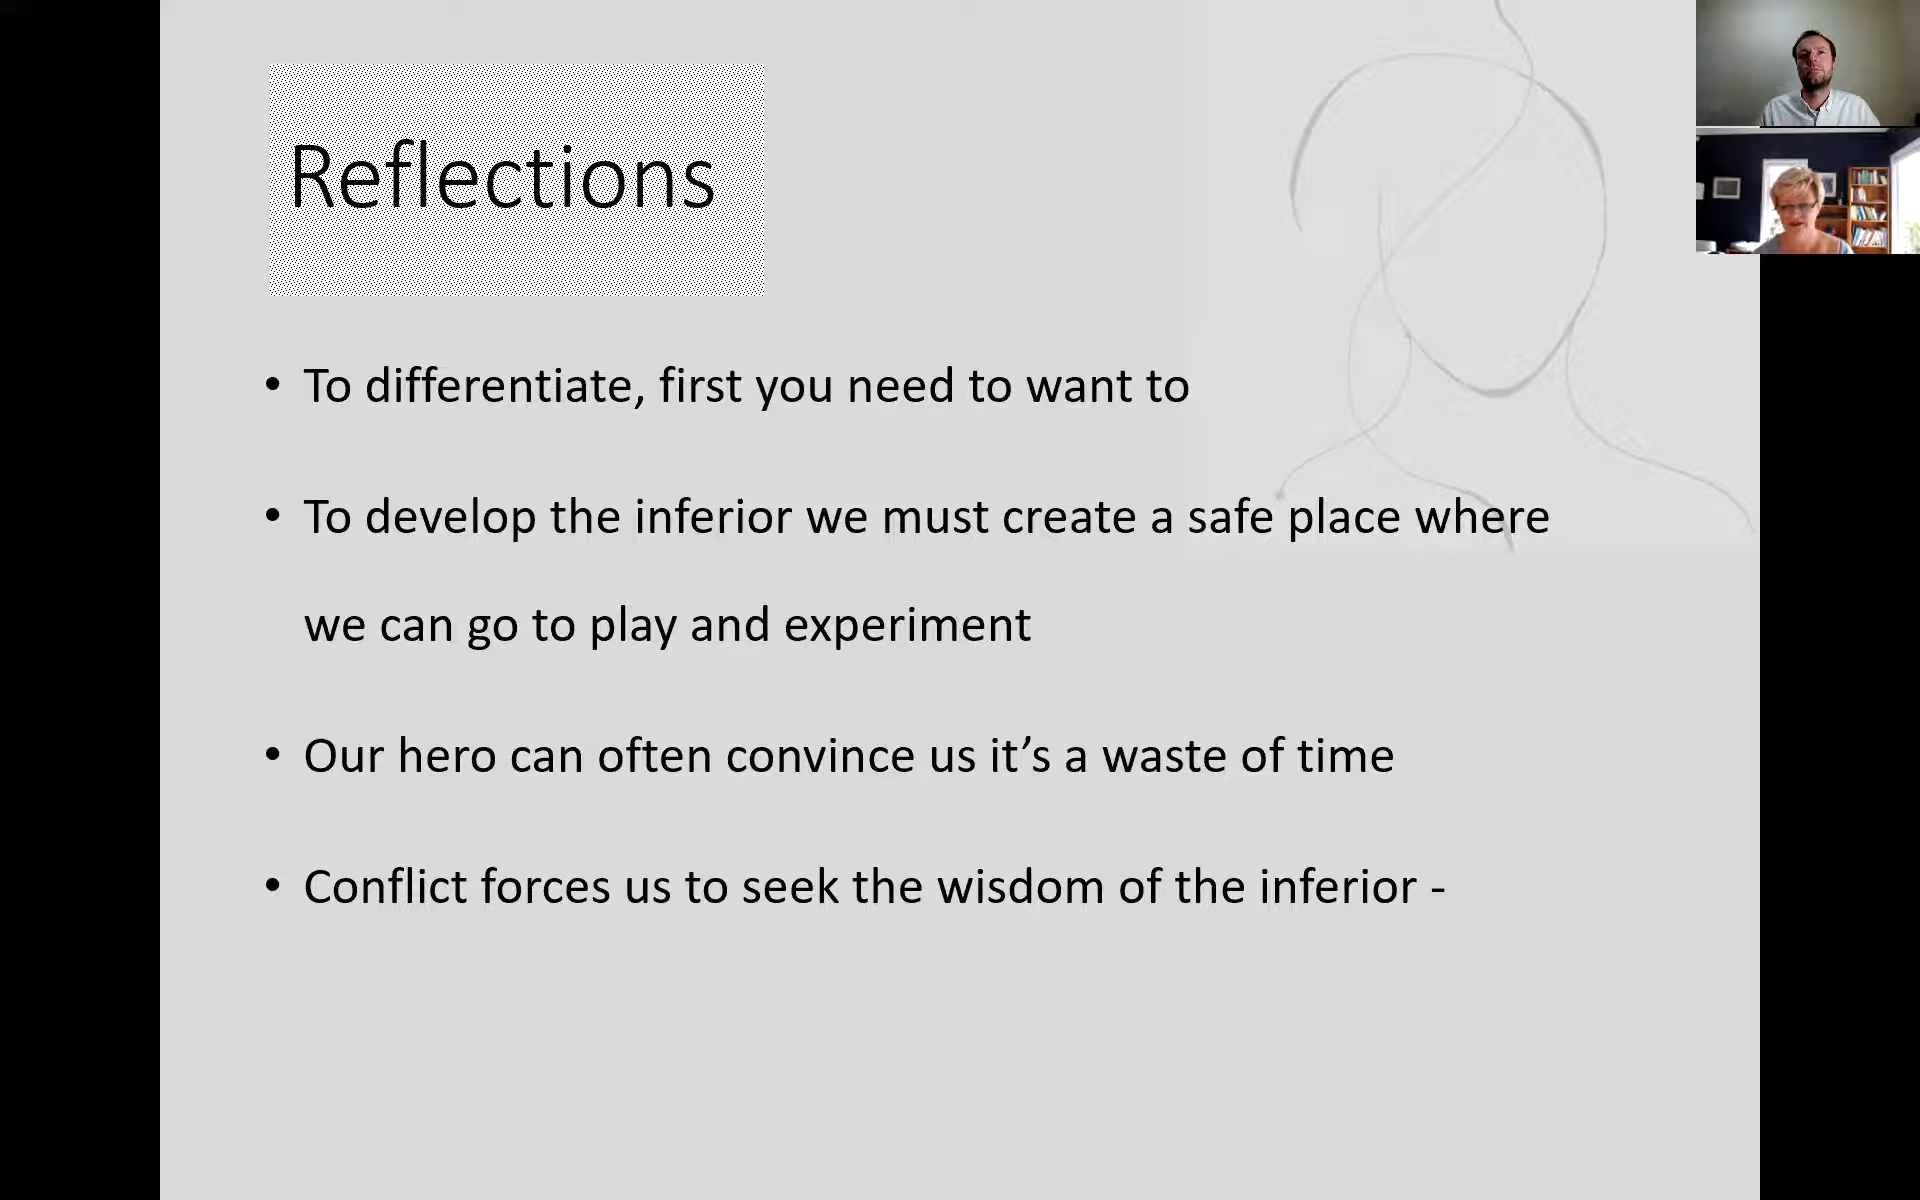 Reflections
• To differentiate, first you need to want to
• To develop the inferior we must create a safe place where
we can go to play and experiment
• Our hero can often convince us it’s a waste of time
• Conflict forces us to seek the wisdom of the inferior -